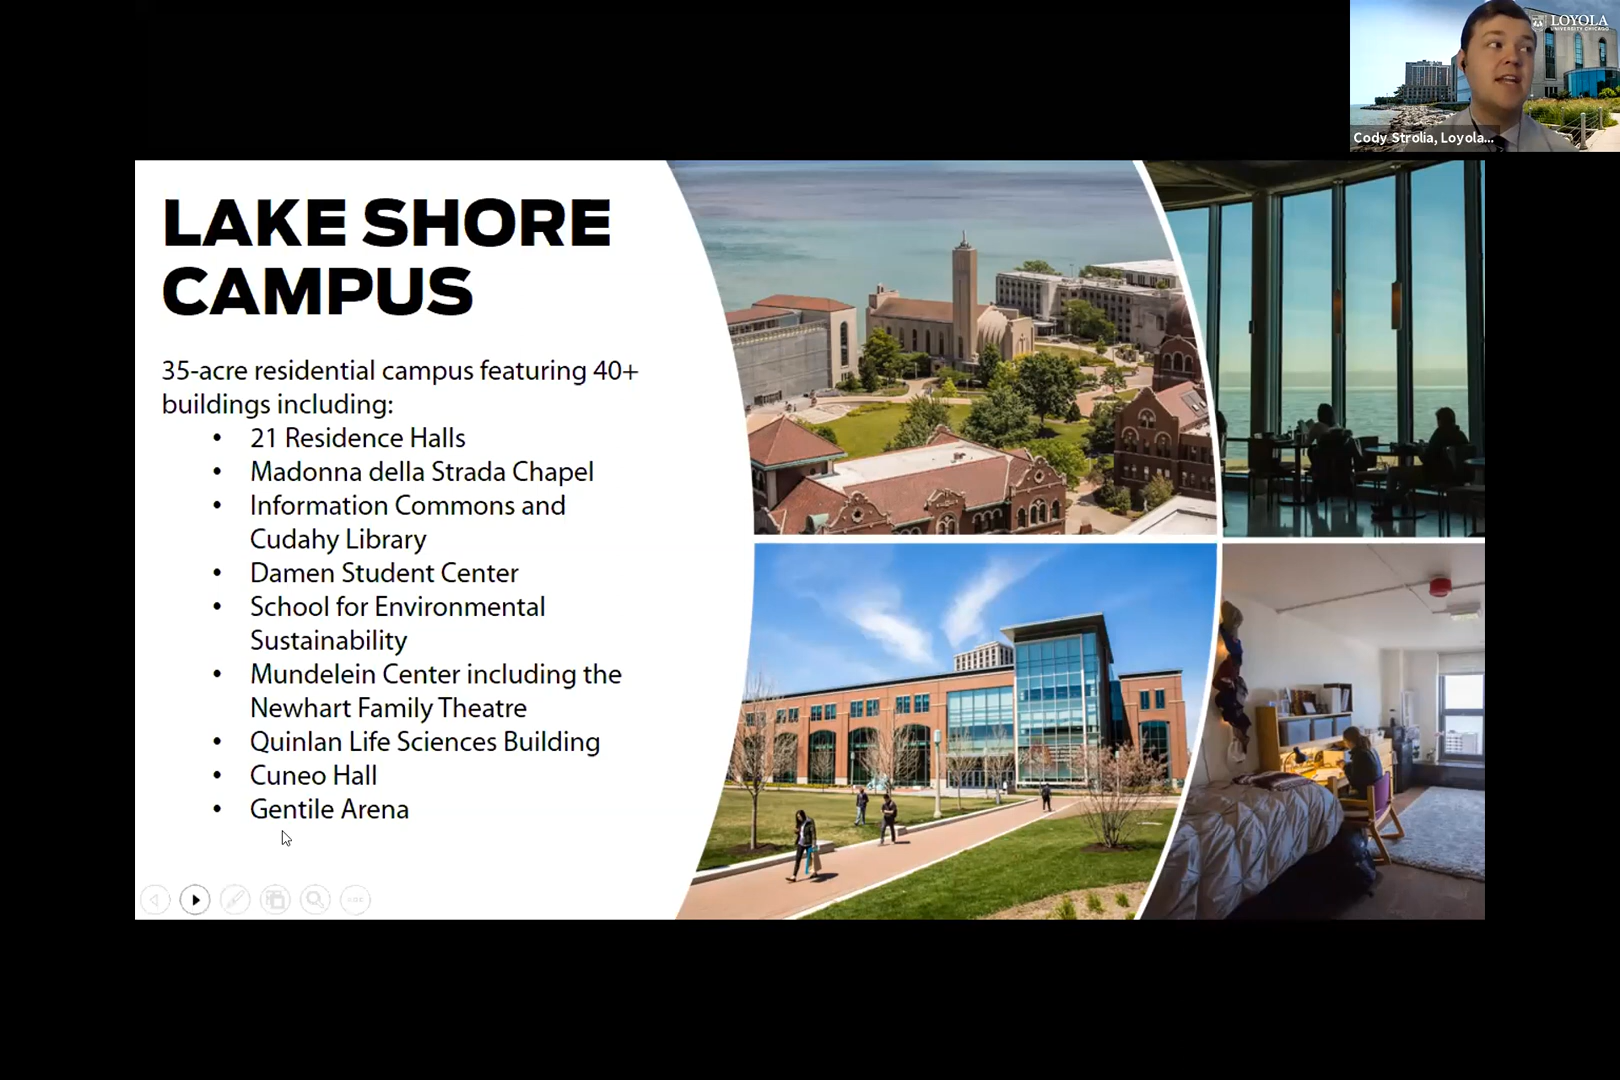 LOYOLA
UNIVERSITY CHICAGO
Cody Strolia, Loyola...
LAKE SHORE
CAMPUS
35-acre residential campus featuring 40+
buildings including:
• 21 Residence Halls
• Madonna della Strada Chapel
• Information Commons and
Cudahy Library
• Damen Student Center
• School for Environmental
Sustainability
• Mundelein Center including the
Newhart Family Theatre
• Quinlan Life Sciences Building
• Cuneo Hall
• Gentile Arena